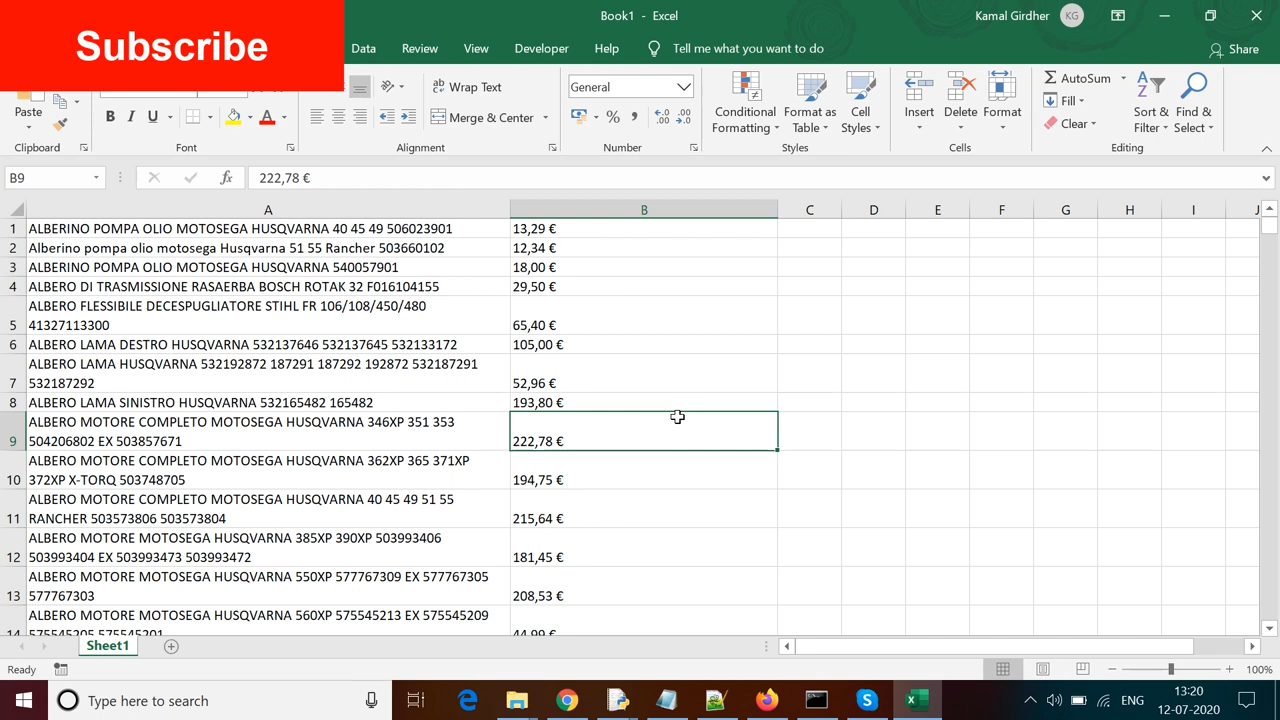 Subscribe
Book1 - Excel
Kamal Girdher KG
Data Review View Developer Help Tell me what you want to do Share
Paste
B I U A
ab Wrap Text
Merge & Center
General
% ,
Conditional Formatting
Format as Table
Cell Styles
Insert
Delete
Format
AutoSum
Fill
Clear
Sort & Filter
Find & Select
Clipboard Font Alignment Number Styles Cells Editing
B9 fx 222,78 €
A B C D E F G H I J
1 ALBERINO POMPA OLIO MOTOSEGA HUSQVARNA 40 45 49 506023901 13,29 €
2 Alberino pompa olio motosega Husqvarna 51 55 Rancher 503660102 12,34 €
3 ALBERINO POMPA OLIO MOTOSEGA HUSQVARNA 540057901 18,00 €
4 ALBERO DI TRASMISSIONE RASAERBA BOSCH ROTAK 32 F016104155 29,50 €
ALBERO FLESSIBILE DECESPUGLIATORE STIHL FR 106/108/450/480
5 41327113300 65,40 €
6 ALBERO LAMA DESTRO HUSQVARNA 532137646 532137645 532133172 105,00 €
ALBERO LAMA HUSQVARNA 532192872 187291 187292 192872 532187291
7 532187292 52,96 €
8 ALBERO LAMA SINISTRO HUSQVARNA 532165482 165482 193,80 €
ALBERO MOTORE COMPLETO MOTOSEGA HUSQVARNA 346XP 351 353
9 504206802 EX 503857671 222,78 €
ALBERO MOTORE COMPLETO MOTOSEGA HUSQVARNA 362XP 365 371XP
10 372XP X-TORQ 503748705 194,75 €
ALBERO MOTORE COMPLETO MOTOSEGA HUSQVARNA 40 45 49 51 55
11 RANCHER 503573806 503573804 215,64 €
ALBERO MOTORE MOTOSEGA HUSQVARNA 385XP 390XP 503993406
12 503993404 EX 503993473 503993472 181,45 €
ALBERO MOTORE MOTOSEGA HUSQVARNA 550XP 577767309 EX 577767305
13 577767303 208,53 €
ALBERO MOTORE MOTOSEGA HUSQVARNA 560XP 575545213 EX 575545209
14 575545205 575545201 44,99 €
Sheet1
Ready 100%
Type here to search
ENG
13:20
12-07-2020